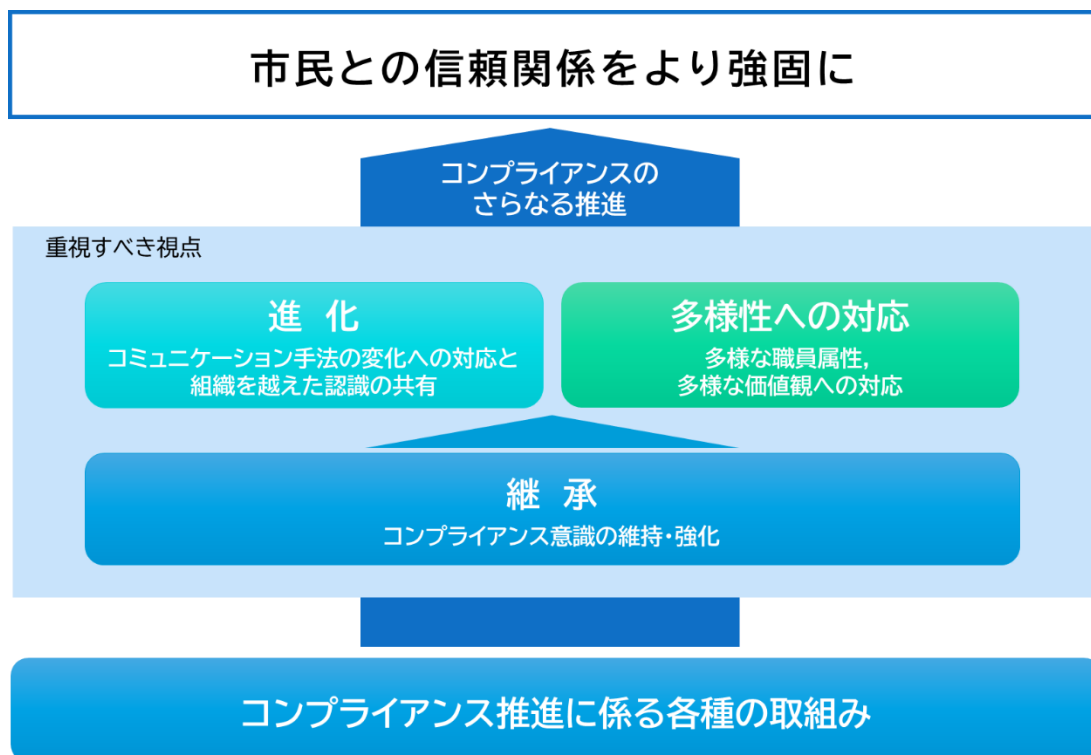 市民との信頼関係をより強固に
コンプライアンスの
さらなる推進
重視すべき視点
進 化
コミュニケーション手法の変化への対応と
組織を越えた認識の共有
多様性への対応
多様な職員属性,
多様な価値観への対応
継 承
コンプライアンス意識の維持・強化
コンプライアンス推進に係る各種の取組み